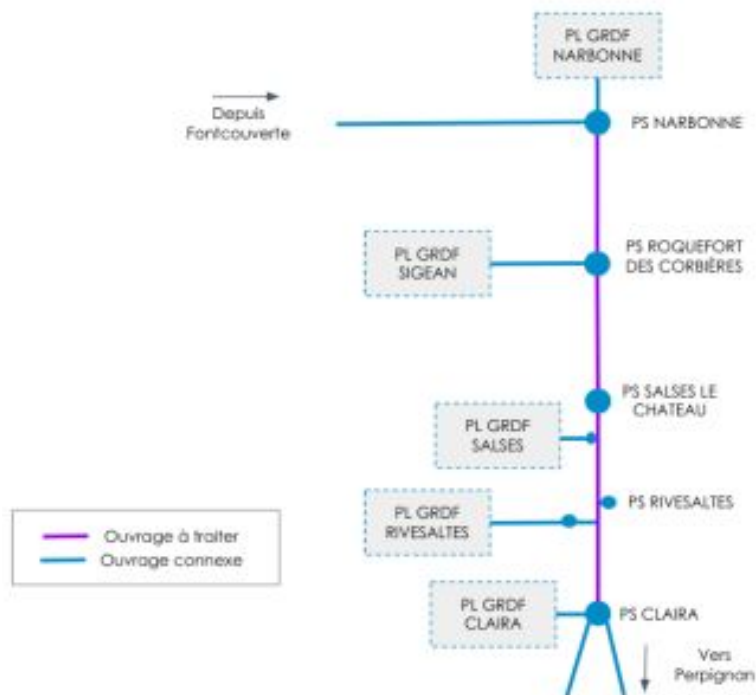 PL GRDF
NARBONNE
Depuis
Fontcouverte
PS NARBONNE
PL GRDF
SIGEAN
PS ROQUEFORT
DES CORBIÈRES
PS SALSES LE
CHATEAU
PL GRDF
SALSES
PL GRDF
RIVESALTES
PS RIVESALTES
Ouvrage à traiter
Ouvrage connexe
PL GRDF
CLAIRA
PS CLAIRA
Vers
Perpignan